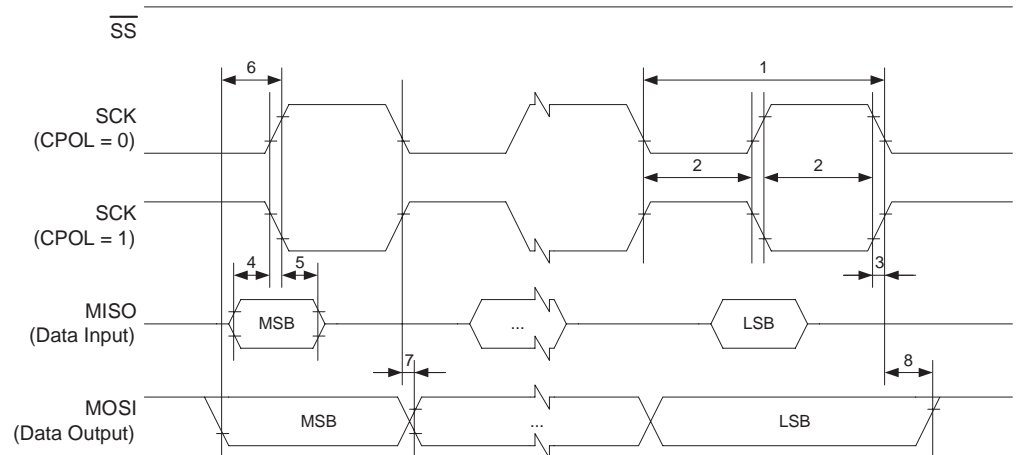 SS
6
1
SCK
(CPOL = 0)
2
2
SCK
(CPOL = 1)
4
5
3
MISO
(Data Input)
MSB
...
LSB
7
8
MOSI
(Data Output)
MSB
...
LSB